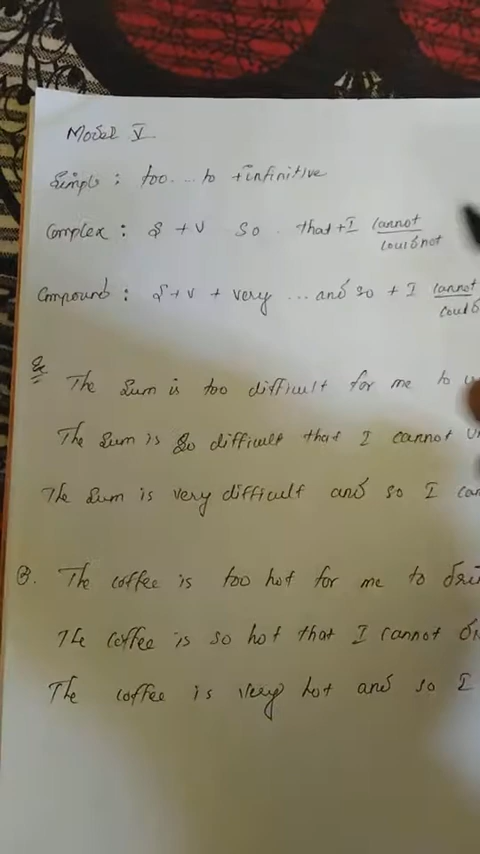 Model V
Simple : too ... to + infinitive
Complex : S + V so that + I cannot
could not
Compound : S + V + very ... and so + I cannot
Eg
The Sum is too difficult for me to
The Sum is so difficult that I cannot
The Sum is very difficult and so I
2. The coffee is too hot for me to
The coffee is so hot that I cannot
The coffee is very hot and so I